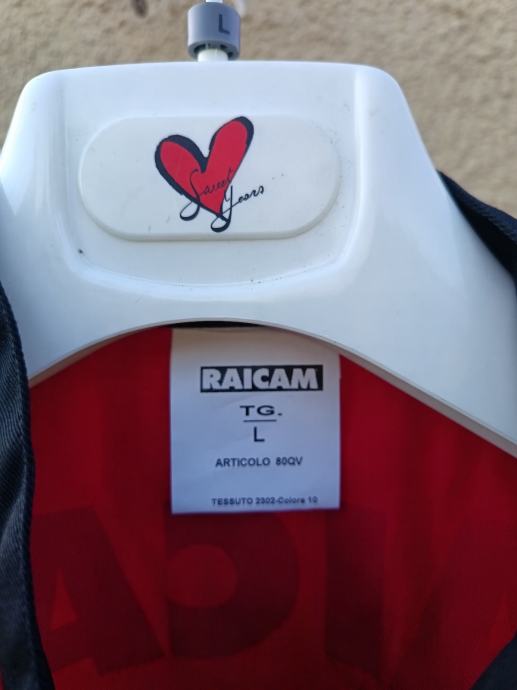 L
Sweet
Years
RAICAM
TG.
L
ARTICOLO 80QV
TESSUTO 2302-Colore 10